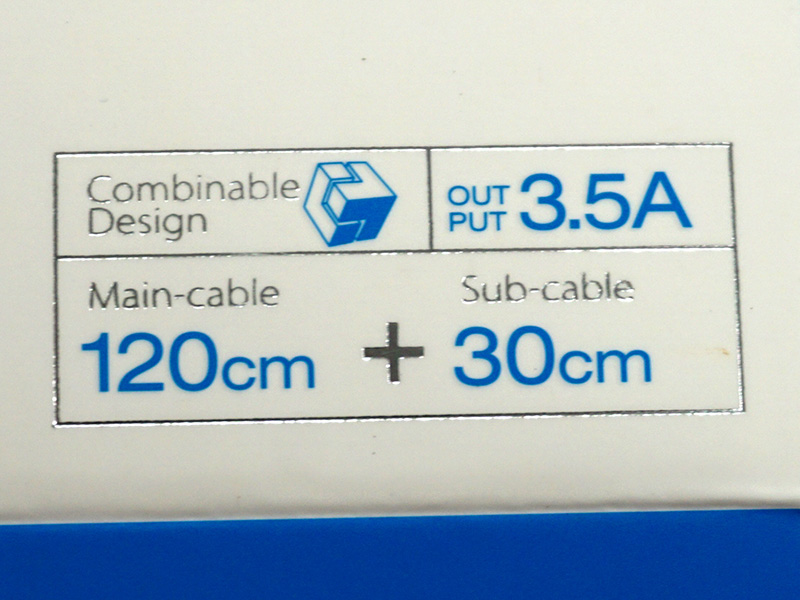 Combinable
Design
OUT
PUT 3.5A
Main-cable
120cm
+
Sub-cable
30cm